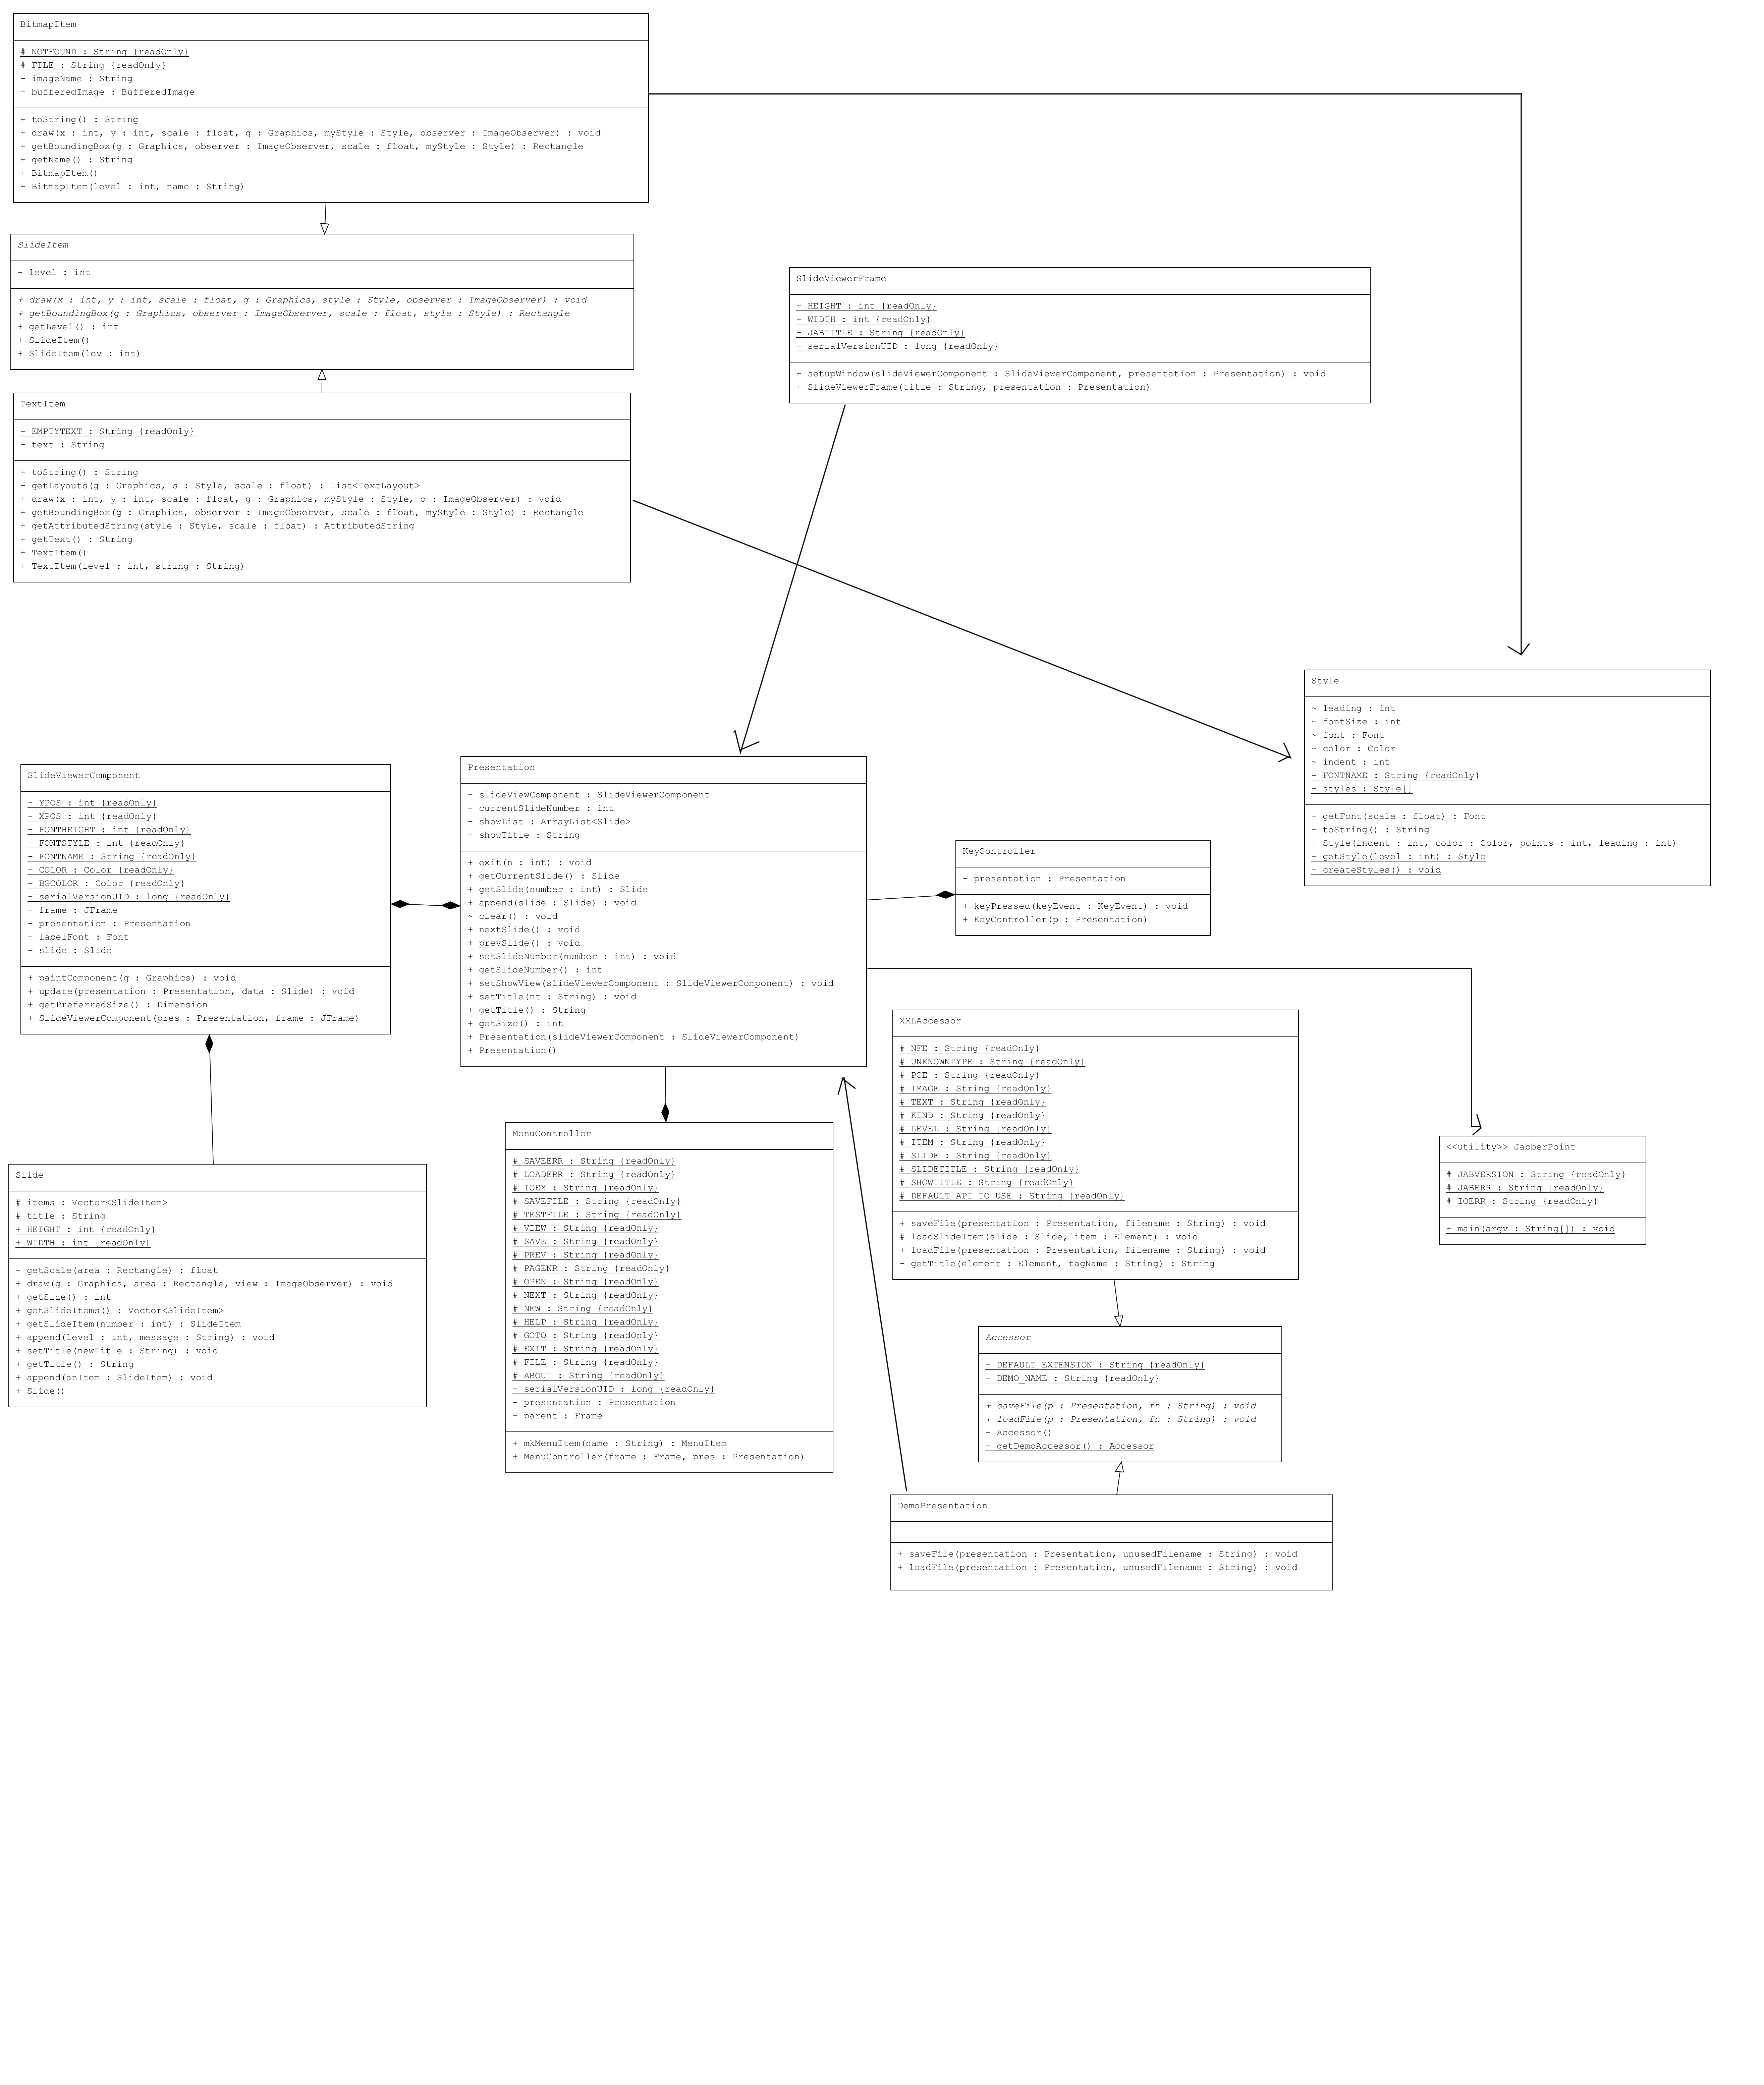 BitmapItem
# NOTFOUND : String {readOnly}
# FILE : String {readOnly}
- imageName : String
- bufferedImage : BufferedImage
+ toString() : String
+ draw(x : int, y : int, scale : float, g : Graphics, myStyle : Style, observer : ImageObserver) : void
+ getBoundingBox(g : Graphics, observer : ImageObserver, scale : float, myStyle : Style) : Rectangle
+ getName() : String
+ BitmapItem()
+ BitmapItem(level : int, name : String)
SlideItem
- level : int
+ draw(x : int, y : int, scale : float, g : Graphics, style : Style, observer : ImageObserver) : void
+ getBoundingBox(g : Graphics, observer : ImageObserver, scale : float, style : Style) : Rectangle
+ getLevel() : int
+ SlideItem()
+ SlideItem(lev : int)
SlideViewerFrame
+ HEIGHT : int {readOnly}
+ WIDTH : int {readOnly}
- JABTITLE : String {readOnly}
- serialVersionUID : long {readOnly}
+ setupWindow(slideViewerComponent : SlideViewerComponent, presentation : Presentation) : void
+ SlideViewerFrame(title : String, presentation : Presentation)
TextItem
- EMPTYTEXT : String {readOnly}
- text : String
+ toString() : String
- getLayouts(g : Graphics, s : Style, scale : float) : List<TextLayout>
+ draw(x : int, y : int, scale : float, g : Graphics, myStyle : Style, o : ImageObserver) : void
+ getBoundingBox(g : Graphics, observer : ImageObserver, scale : float, myStyle : Style) : Rectangle
+ getAttributedString(style : Style, scale : float) : AttributedString
+ getText() : String
+ TextItem()
+ TextItem(level : int, string : String)
Style
~ leading : int
~ fontSize : int
~ font : Font
~ color : Color
~ indent : int
- FONTNAME : String {readOnly}
- styles : Style[]
+ getFont(scale : float) : Font
+ toString() : String
+ Style(indent : int, color : Color, points : int, leading : int)
+ getStyle(level : int) : Style
+ createStyles() : void
SlideViewerComponent
- YPOS : int {readOnly}
- XPOS : int {readOnly}
- FONTHEIGHT : int {readOnly}
- FONTSTYLE : int {readOnly}
- FONTNAME : String {readOnly}
- COLOR : Color {readOnly}
- BGCOLOR : Color {readOnly}
- serialVersionUID : long {readOnly}
- frame : JFrame
- presentation : Presentation
- labelFont : Font
- slide : Slide
+ paintComponent(g : Graphics) : void
+ update(presentation : Presentation, data : Slide) : void
+ getPreferredSize() : Dimension
+ SlideViewerComponent(pres : Presentation, frame : JFrame)
Presentation
- slideViewComponent : SlideViewerComponent
- currentSlideNumber : int
- showList : ArrayList<Slide>
- showTitle : String
+ exit(n : int) : void
+ getCurrentSlide() : Slide
+ getSlide(number : int) : Slide
+ append(slide : Slide) : void
~ clear() : void
+ nextSlide() : void
+ prevSlide() : void
+ setSlideNumber(number : int) : void
+ getSlideNumber() : int
+ setShowView(slideViewerComponent : SlideViewerComponent) : void
+ setTitle(nt : String) : void
+ getTitle() : String
+ getSize() : int
+ Presentation(slideViewerComponent : SlideViewerComponent)
+ Presentation()
KeyController
- presentation : Presentation
+ keyPressed(keyEvent : KeyEvent) : void
+ KeyController(p : Presentation)
XMLAccessor
# NFE : String {readOnly}
# UNKNOWNTYPE : String {readOnly}
# PCE : String {readOnly}
# IMAGE : String {readOnly}
# TEXT : String {readOnly}
# KIND : String {readOnly}
# LEVEL : String {readOnly}
# ITEM : String {readOnly}
# SLIDE : String {readOnly}
# SLIDETITLE : String {readOnly}
# SHOWTITLE : String {readOnly}
# DEFAULT_API_TO_USE : String {readOnly}
+ saveFile(presentation : Presentation, filename : String) : void
# loadSlideItem(slide : Slide, item : Element) : void
+ loadFile(presentation : Presentation, filename : String) : void
- getTitle(element : Element, tagName : String) : String
<<utility>> JabberPoint
# JABVERSION : String {readOnly}
# JABERR : String {readOnly}
# IOERR : String {readOnly}
+ main(argv : String[]) : void
Slide
# items : Vector<SlideItem>
# title : String
+ HEIGHT : int {readOnly}
+ WIDTH : int {readOnly}
- getScale(area : Rectangle) : float
+ draw(g : Graphics, area : Rectangle, view : ImageObserver) : void
+ getSize() : int
+ getSlideItems() : Vector<SlideItem>
+ getSlideItem(number : int) : SlideItem
+ append(level : int, message : String) : void
+ setTitle(newTitle : String) : void
+ getTitle() : String
+ append(anItem : SlideItem) : void
+ Slide()
MenuController
# SAVEERR : String {readOnly}
# LOADERR : String {readOnly}
# IOEX : String {readOnly}
# SAVEFILE : String {readOnly}
# TESTFILE : String {readOnly}
# VIEW : String {readOnly}
# SAVE : String {readOnly}
# PREV : String {readOnly}
# PAGENR : String {readOnly}
# OPEN : String {readOnly}
# NEXT : String {readOnly}
# NEW : String {readOnly}
# HELP : String {readOnly}
# GOTO : String {readOnly}
# EXIT : String {readOnly}
# FILE : String {readOnly}
# ABOUT : String {readOnly}
- serialVersionUID : long {readOnly}
- presentation : Presentation
- parent : Frame
+ mkMenuItem(name : String) : MenuItem
+ MenuController(frame : Frame, pres : Presentation)
Accessor
+ DEFAULT_EXTENSION : String {readOnly}
+ DEMO_NAME : String {readOnly}
+ saveFile(p : Presentation, fn : String) : void
+ loadFile(p : Presentation, fn : String) : void
+ Accessor()
+ getDemoAccessor() : Accessor
DemoPresentation
+ saveFile(presentation : Presentation, unusedFilename : String) : void
+ loadFile(presentation : Presentation, unusedFilename : String) : void